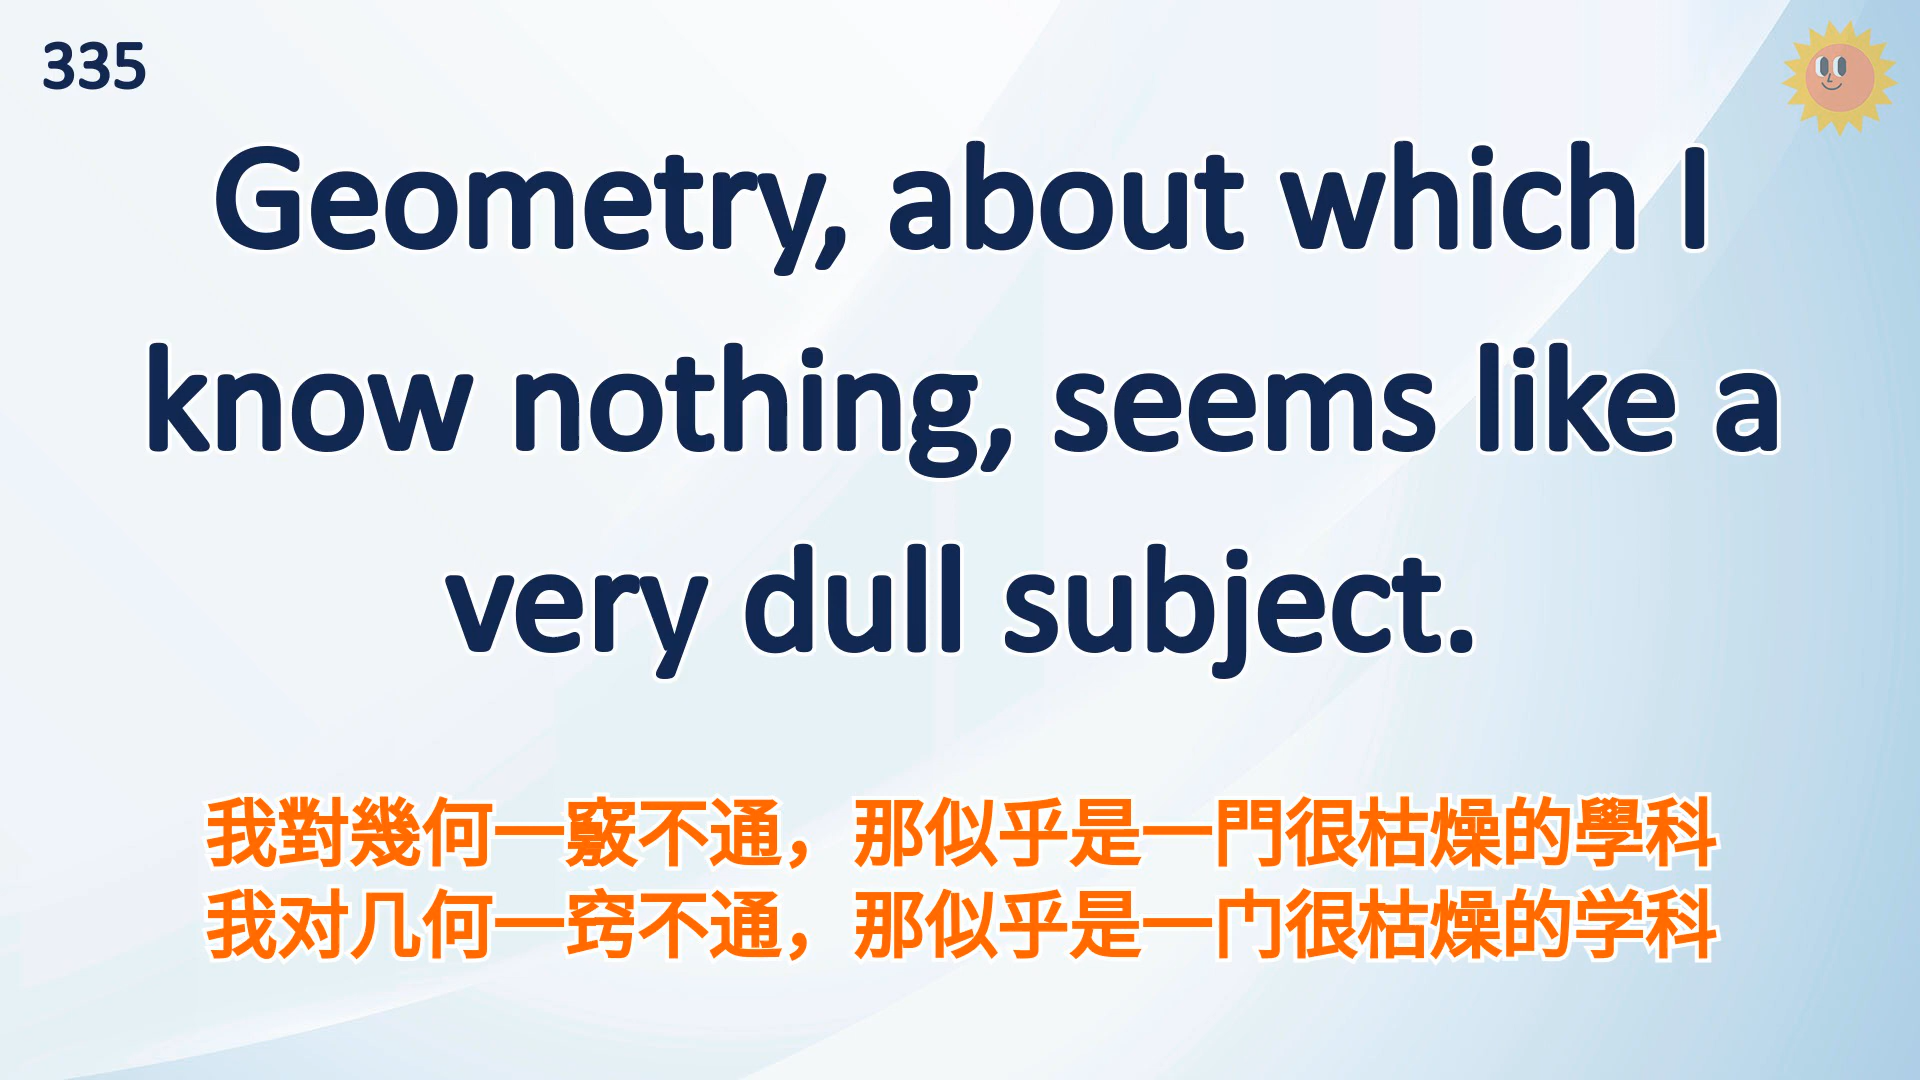 335
Geometry, about which I
know nothing, seems like a
very dull subject.
我對幾何一竅不通，那似乎是一門很枯燥的學科
我对几何一窍不通，那似乎是一门很枯燥的学科